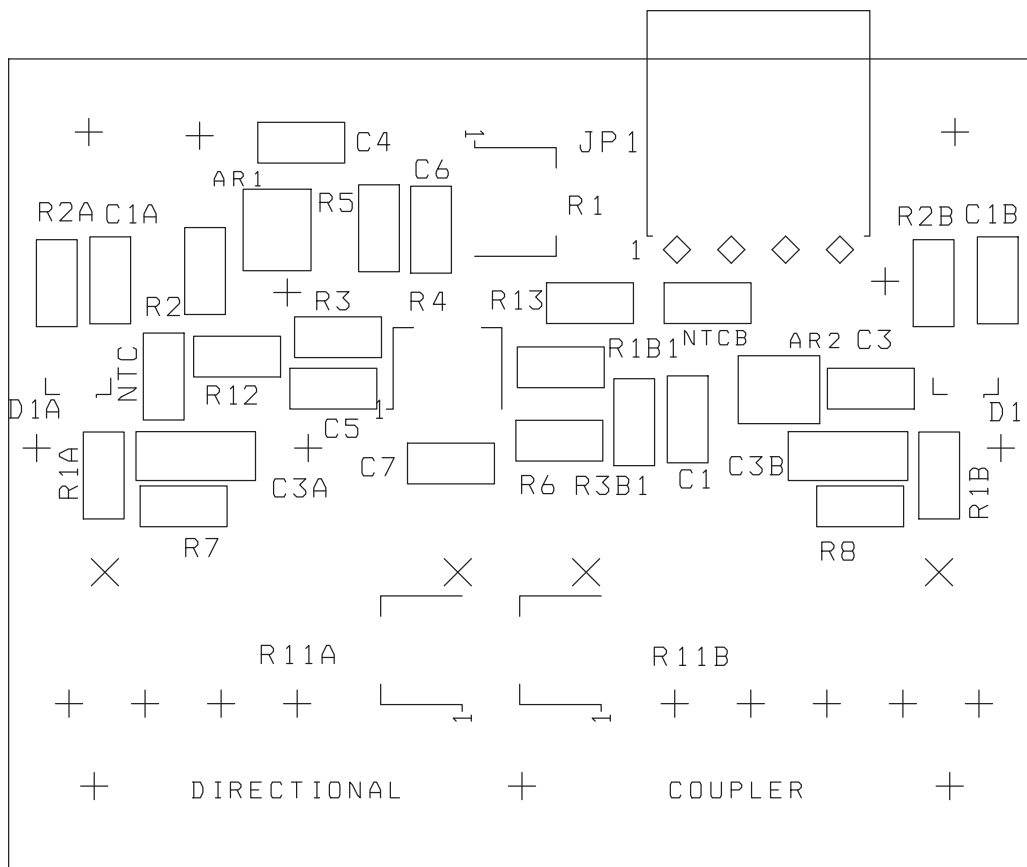 1
C4
JP1
C6
AR1
R5
R1
R2A
C1A
R2B
C1B
1
R2
R3
R4
R13
NTCB
AR2
C3
R1B1
NTC
R12
D1A
1
D1
C5
R1A
C7
C3A
R6
R3B1
C1
C3B
R1B
R7
R8
R11A
R11B
1
1
DIRECTIONAL
COUPLER